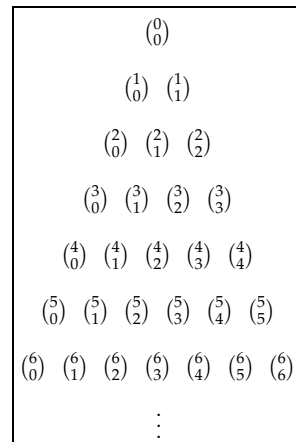 (0 0)
(1 0) (1 1)
(2 0) (2 1) (2 2)
(3 0) (3 1) (3 2) (3 3)
(4 0) (4 1) (4 2) (4 3) (4 4)
(5 0) (5 1) (5 2) (5 3) (5 4) (5 5)
(6 0) (6 1) (6 2) (6 3) (6 4) (6 5) (6 6)
⋮